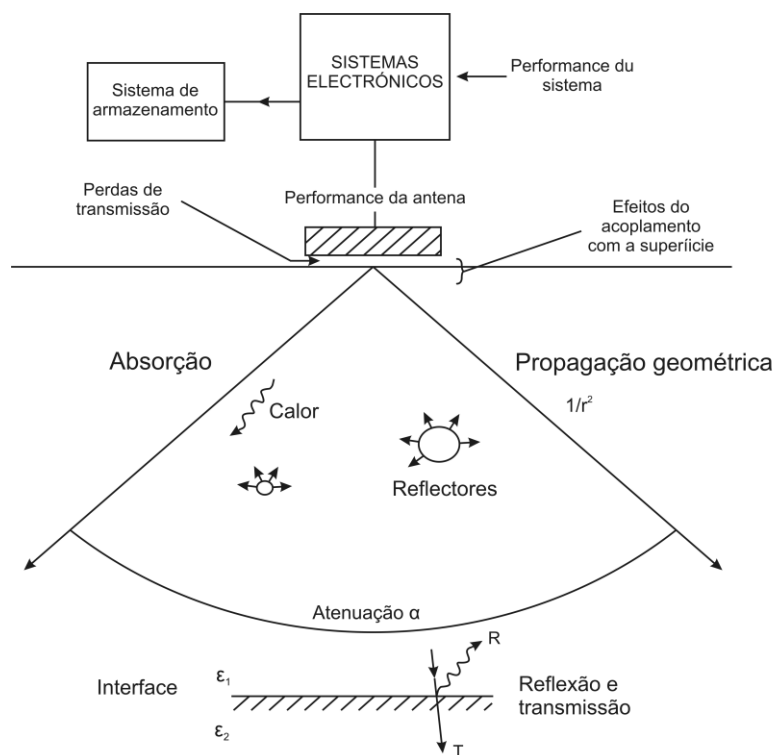 SISTEMAS
ELECTRÓNICOS
Performance du
sistema
Sistema de
armazenamento
Perdas de
transmissão
Performance da antena
Efeitos do
acoplamento
com a superíicie
Absorção
Propagação geométrica
1/r²
Calor
Reflectores
Atenuação α
R
Interface
ε₁
Reflexão e
transmissão
ε₂
T